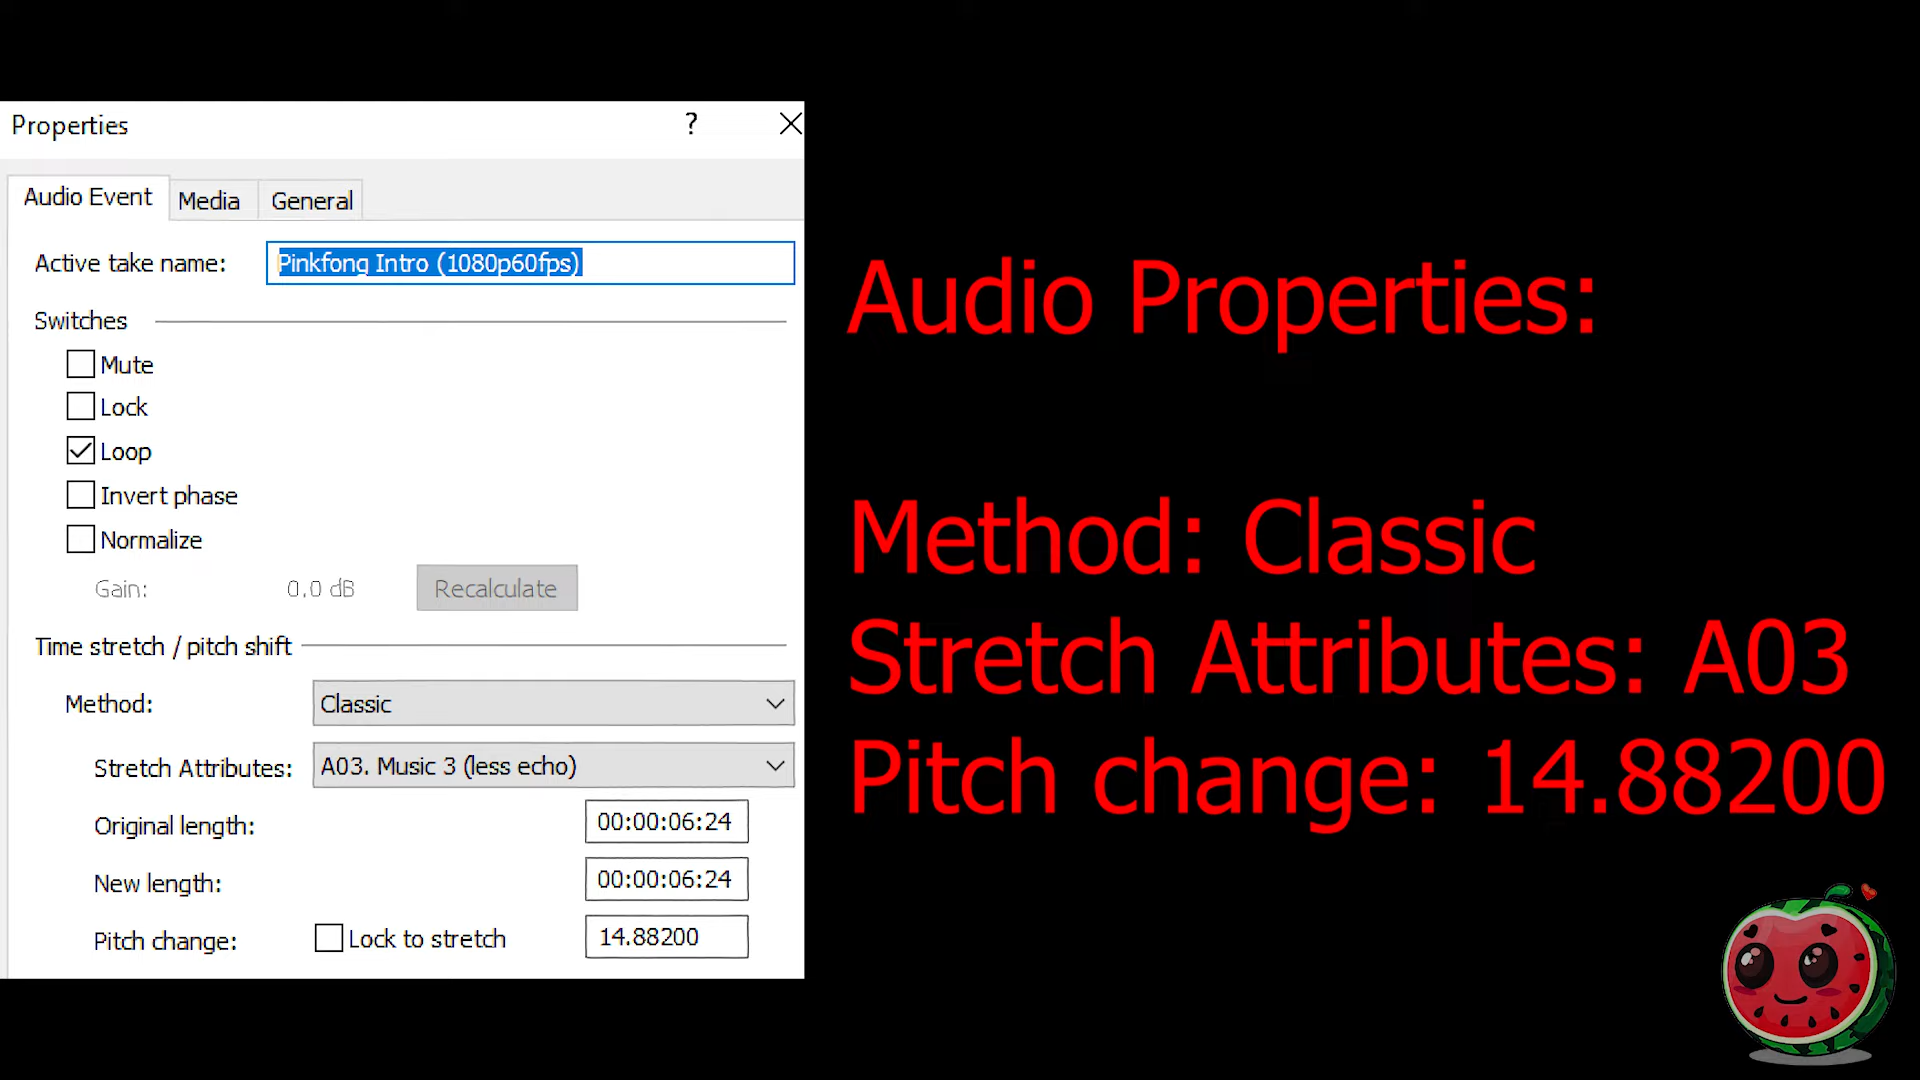 Properties
?
Audio Event Media General
Active take name: Pinkfong Intro (1080p60fps)
Switches
Mute
Lock
Loop
Invert phase
Normalize
Gain: 0.0 dB Recalculate
Time stretch / pitch shift
Method: Classic
Stretch Attributes: A03. Music 3 (less echo)
Original length: 00:00:06:24
New length: 00:00:06:24
Pitch change: Lock to stretch 14.88200
Audio Properties:
Method: Classic
Stretch Attributes: A03
Pitch change: 14.88200